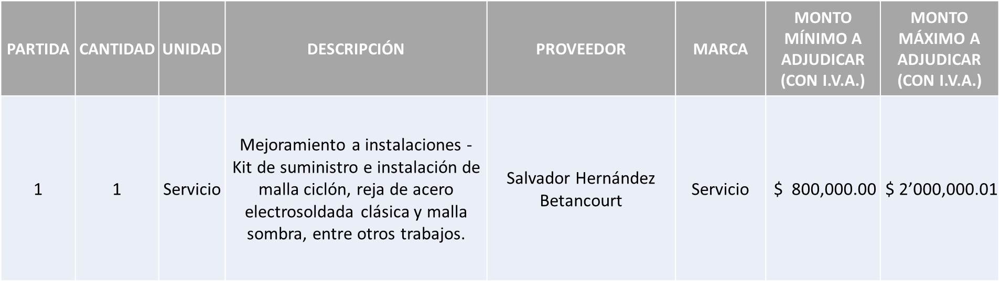 PARTIDA
CANTIDAD
UNIDAD
DESCRIPCIÓN
PROVEEDOR
MARCA
MONTO
MÍNIMO A
ADJUDICAR
(CON I.V.A.)
MONTO
MÁXIMO A
ADJUDICAR
(CON I.V.A.)
1
1
Servicio
Mejoramiento a instalaciones -
Kit de suministro e instalación de
malla ciclón, reja de acero
electrosoldada clásica y malla
sombra, entre otros trabajos.
Salvador Hernández
Betancourt
Servicio
$ 800,000.00
$ 2’000,000.01